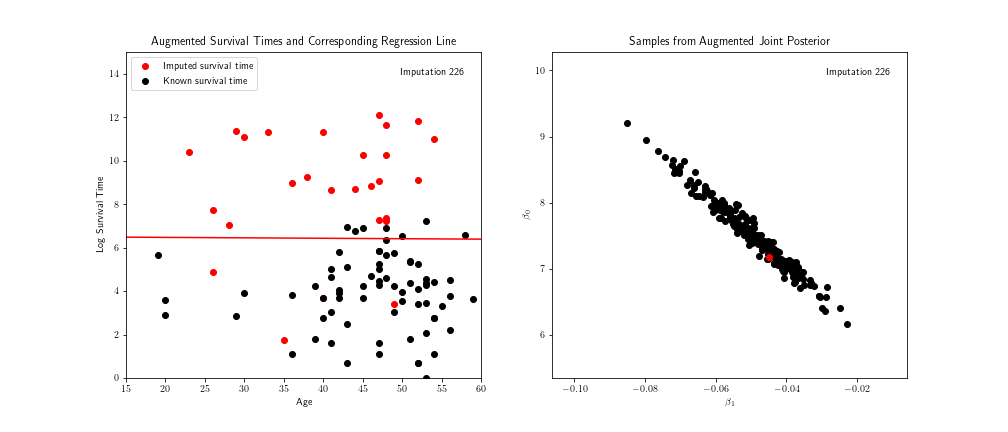 Augmented Survival Times and Corresponding Regression Line
Imputed survival time
Known survival time
Imputation 226
14
12
10
8
6
4
2
0
Log Survival Time
15
20
25
30
35
40
45
50
55
60
Age
Samples from Augmented Joint Posterior
Imputation 226
10
9
8
7
6
β₀
−0.10
−0.08
−0.06
−0.04
−0.02
β₁